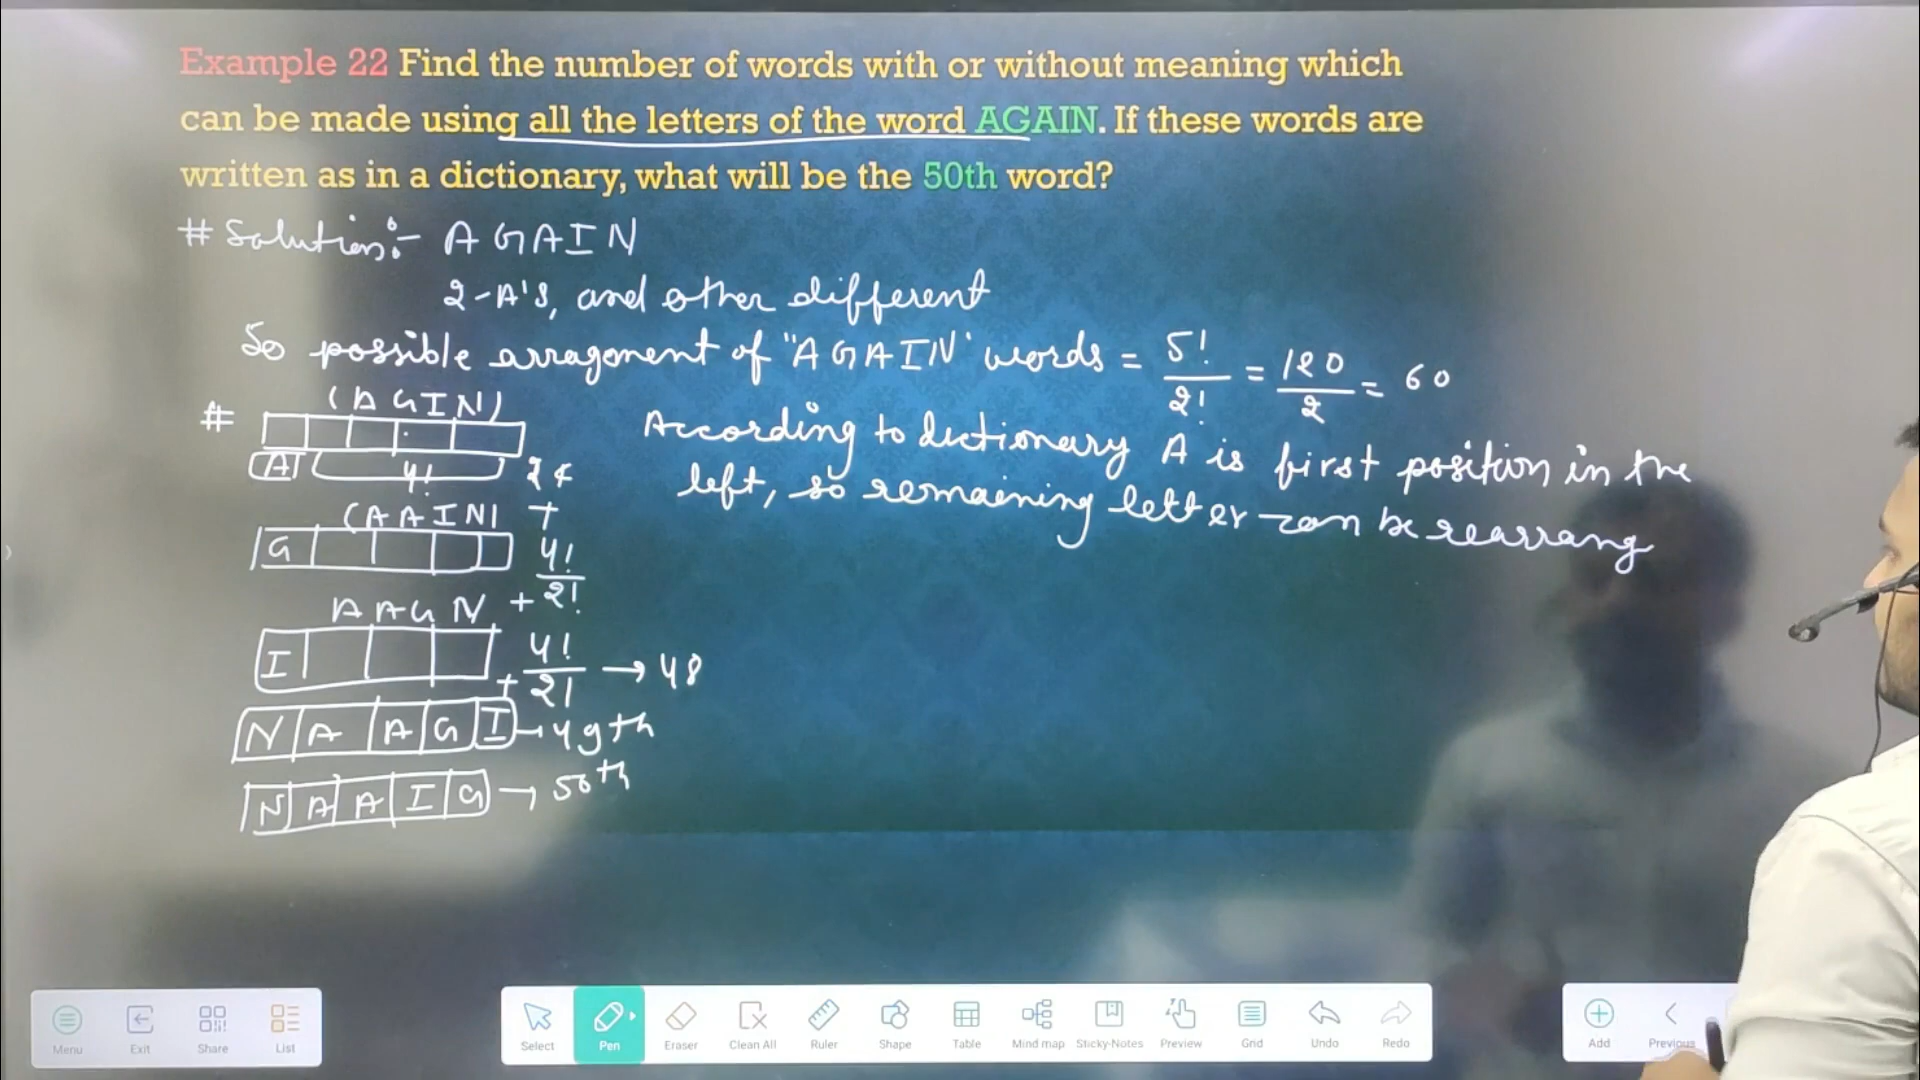 Example 22 Find the number of words with or without meaning which
can be made using all the letters of the word AGAIN. If these words are
written as in a dictionary, what will be the 50th word?
# Solution:- AGAIN
2-A's, and other different
So possible arragement of "AGAIN" words = 5!/2! = 120/2 = 60
# (AGIN)
A 4! 24
According to dictionary A is first position in the
left, so remaining letter can be rearrang
(AAIN) +
G 4!/2!
AAGN +
I 4!/2! → 48
+
N A A G I → 49th
N A A I G → 50th
Menu Exit Share List Select Pen Eraser Clean All Ruler Shape Table Mind map Sticky-Notes Preview Grid Undo Redo Add Previous